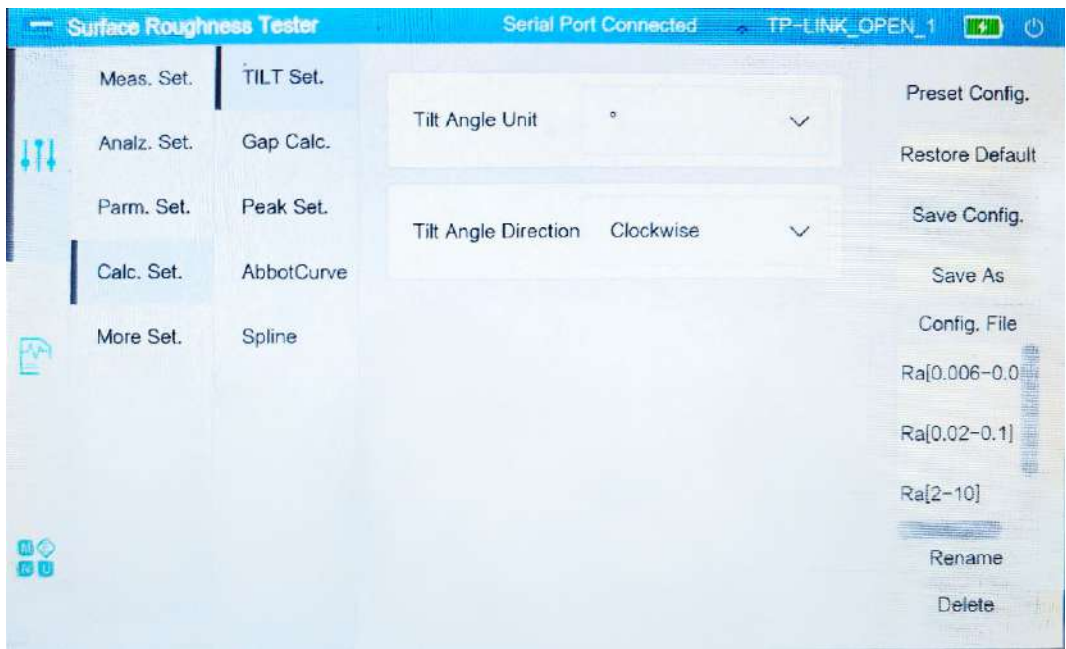 Surface Roughness Tester Serial Port Connected TP-LINK_OPEN_1
Meas. Set.
Analz. Set.
Parm. Set.
Calc. Set.
More Set.
TILT Set.
Gap Calc.
Peak Set.
AbbotCurve
Spline
Tilt Angle Unit °
Tilt Angle Direction Clockwise
Preset Config.
Restore Default
Save Config.
Save As
Config. File
Ra[0.006-0.0
Ra[0.02-0.1]
Ra[2-10]
Rename
Delete
M E
N U